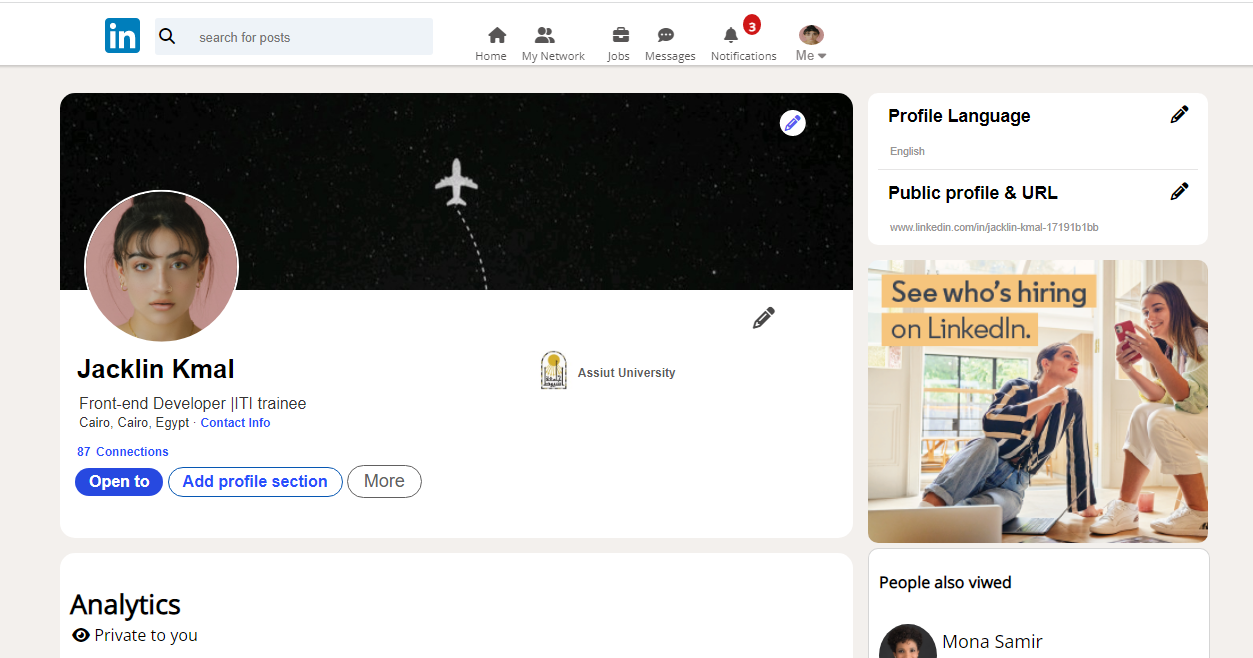 in
search for posts
Home
My Network
Jobs
Messages
3
Notifications
Me
Jacklin Kmal
Front-end Developer |ITI trainee
Cairo, Cairo, Egypt · Contact Info
87 Connections
Open to
Add profile section
More
Assiut University
Analytics
Private to you
Profile Language
English
Public profile & URL
www.linkedin.com/in/jacklin-kmal-17191b1bb
See who's hiring
on LinkedIn.
People also viwed
Mona Samir